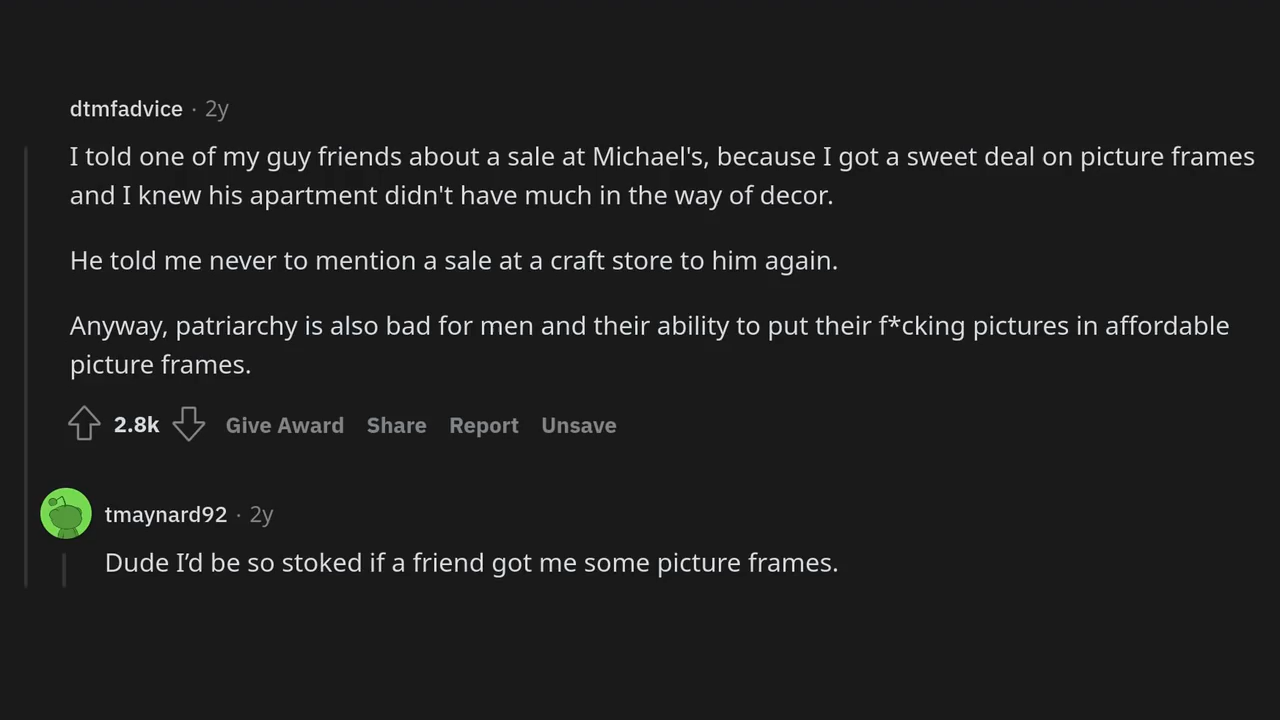 dtmfadvice · 2y
I told one of my guy friends about a sale at Michael's, because I got a sweet deal on picture frames
and I knew his apartment didn't have much in the way of decor.
He told me never to mention a sale at a craft store to him again.
Anyway, patriarchy is also bad for men and their ability to put their f*cking pictures in affordable
picture frames.
2.8k Give Award Share Report Unsave
tmaynard92 · 2y
Dude I’d be so stoked if a friend got me some picture frames.